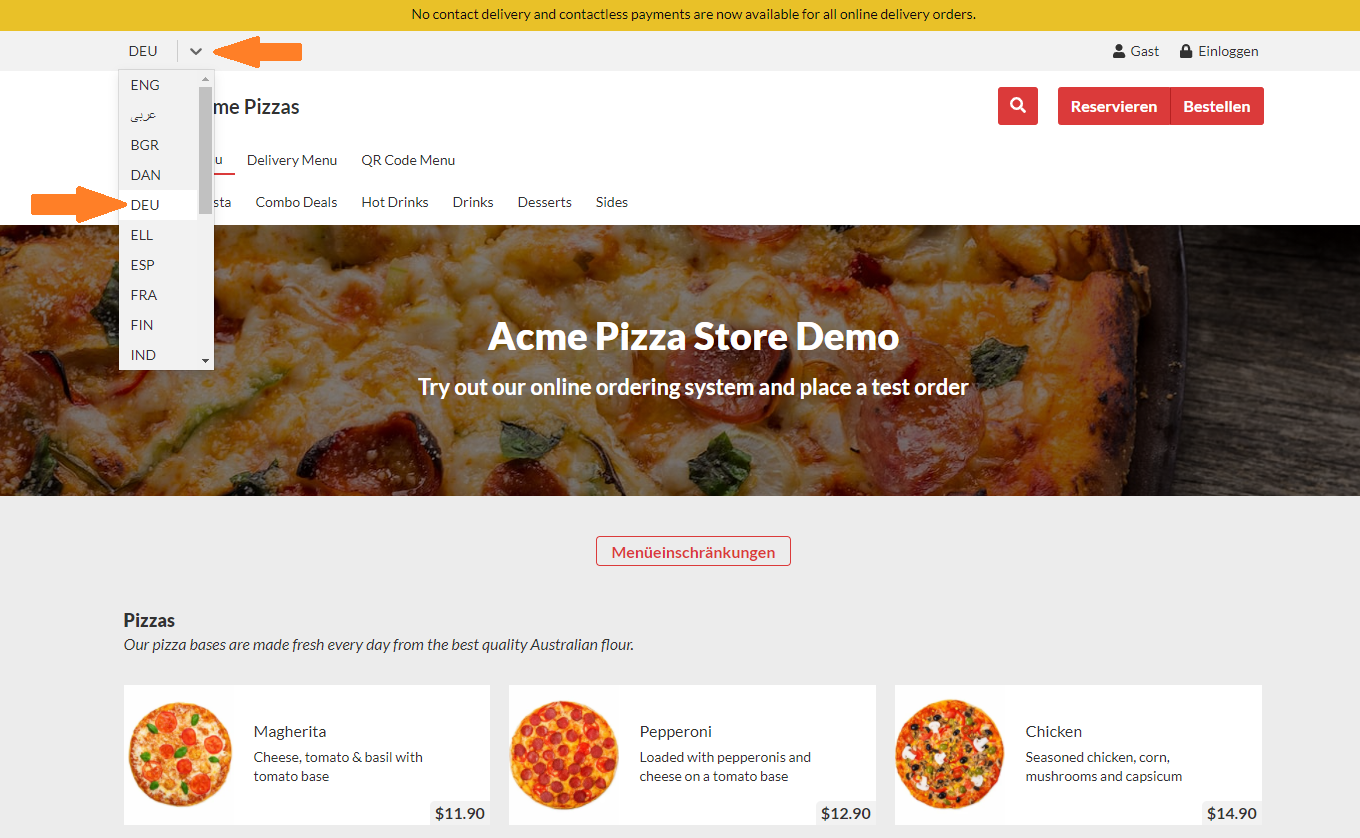 No contact delivery and contactless payments are now available for all online delivery orders.
DEU
Gast
Einloggen
ENG
عربى
BGR
DAN
DEU
ELL
ESP
FRA
FIN
IND
me Pizzas
Reservieren
Bestellen
u
Delivery Menu
QR Code Menu
sta
Combo Deals
Hot Drinks
Drinks
Desserts
Sides
Acme Pizza Store Demo
Try out our online ordering system and place a test order
Menüeinschränkungen
Pizzas
Our pizza bases are made fresh every day from the best quality Australian flour.
Magherita
Cheese, tomato & basil with
tomato base
$11.90
Pepperoni
Loaded with pepperonis and
cheese on a tomato base
$12.90
Chicken
Seasoned chicken, corn,
mushrooms and capsicum
$14.90